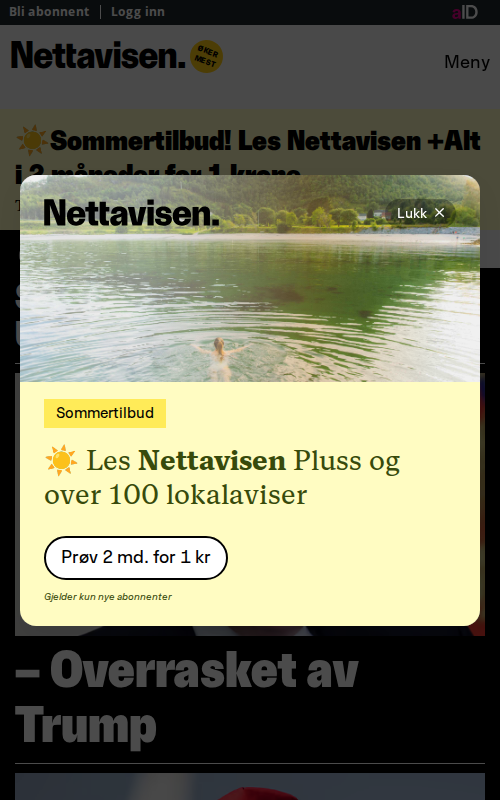 Bli abonnent
Logg inn
aID
Nettavisen.
ØKER
MEST
Meny
☀️Sommertilbud! Les Nettavisen +Alt
i 2 måneder for 1 krone
Nettavisen.
Lukk ✕
Sommertilbud
☀️ Les Nettavisen Pluss og
over 100 lokalaviser
Prøv 2 md. for 1 kr
Gjelder kun nye abonnenter
– Overrasket av
Trump